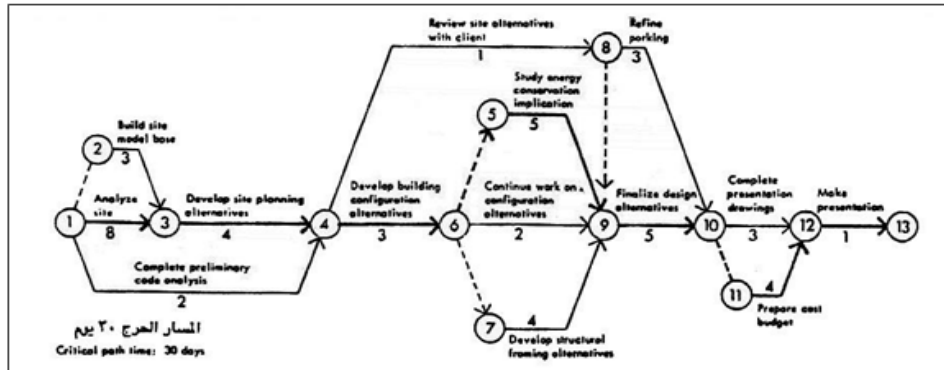 Review site alternatives
with client
1
8
Refine
parking
3
Study energy
conservation
implication
5
5
2
Build site
model base
3
Analyze
site
1
8
3
Develop site planning
alternatives
4
4
Develop building
configuration
alternatives
3
6
Continue work on
configuration
alternatives
2
9
Finalize design
alternatives
5
10
Complete
presentation
drawings
3
12
Make
presentation
1
13
Complete preliminary
code analysis
2
7
4
Develop structural
framing alternatives
11
4
Prepare cost
budget
المسار الحرج ٣٠ يوم
Critical path time: 30 days